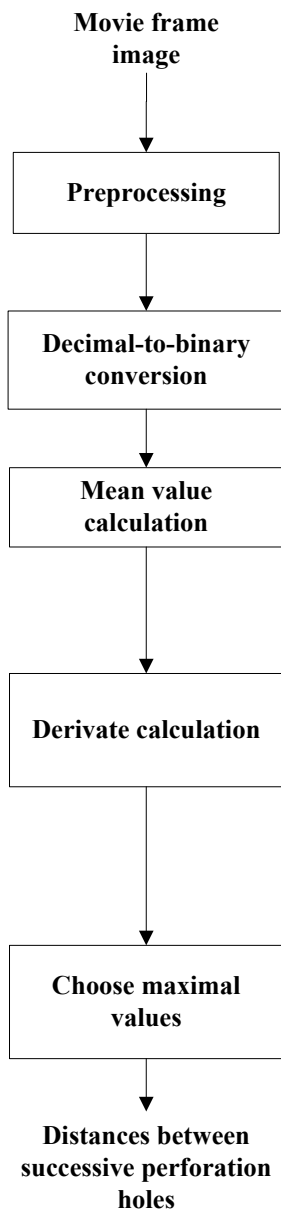 Movie frame
image
Preprocessing
Decimal-to-binary
conversion
Mean value
calculation
Derivate calculation
Choose maximal
values
Distances between
successive perforation
holes